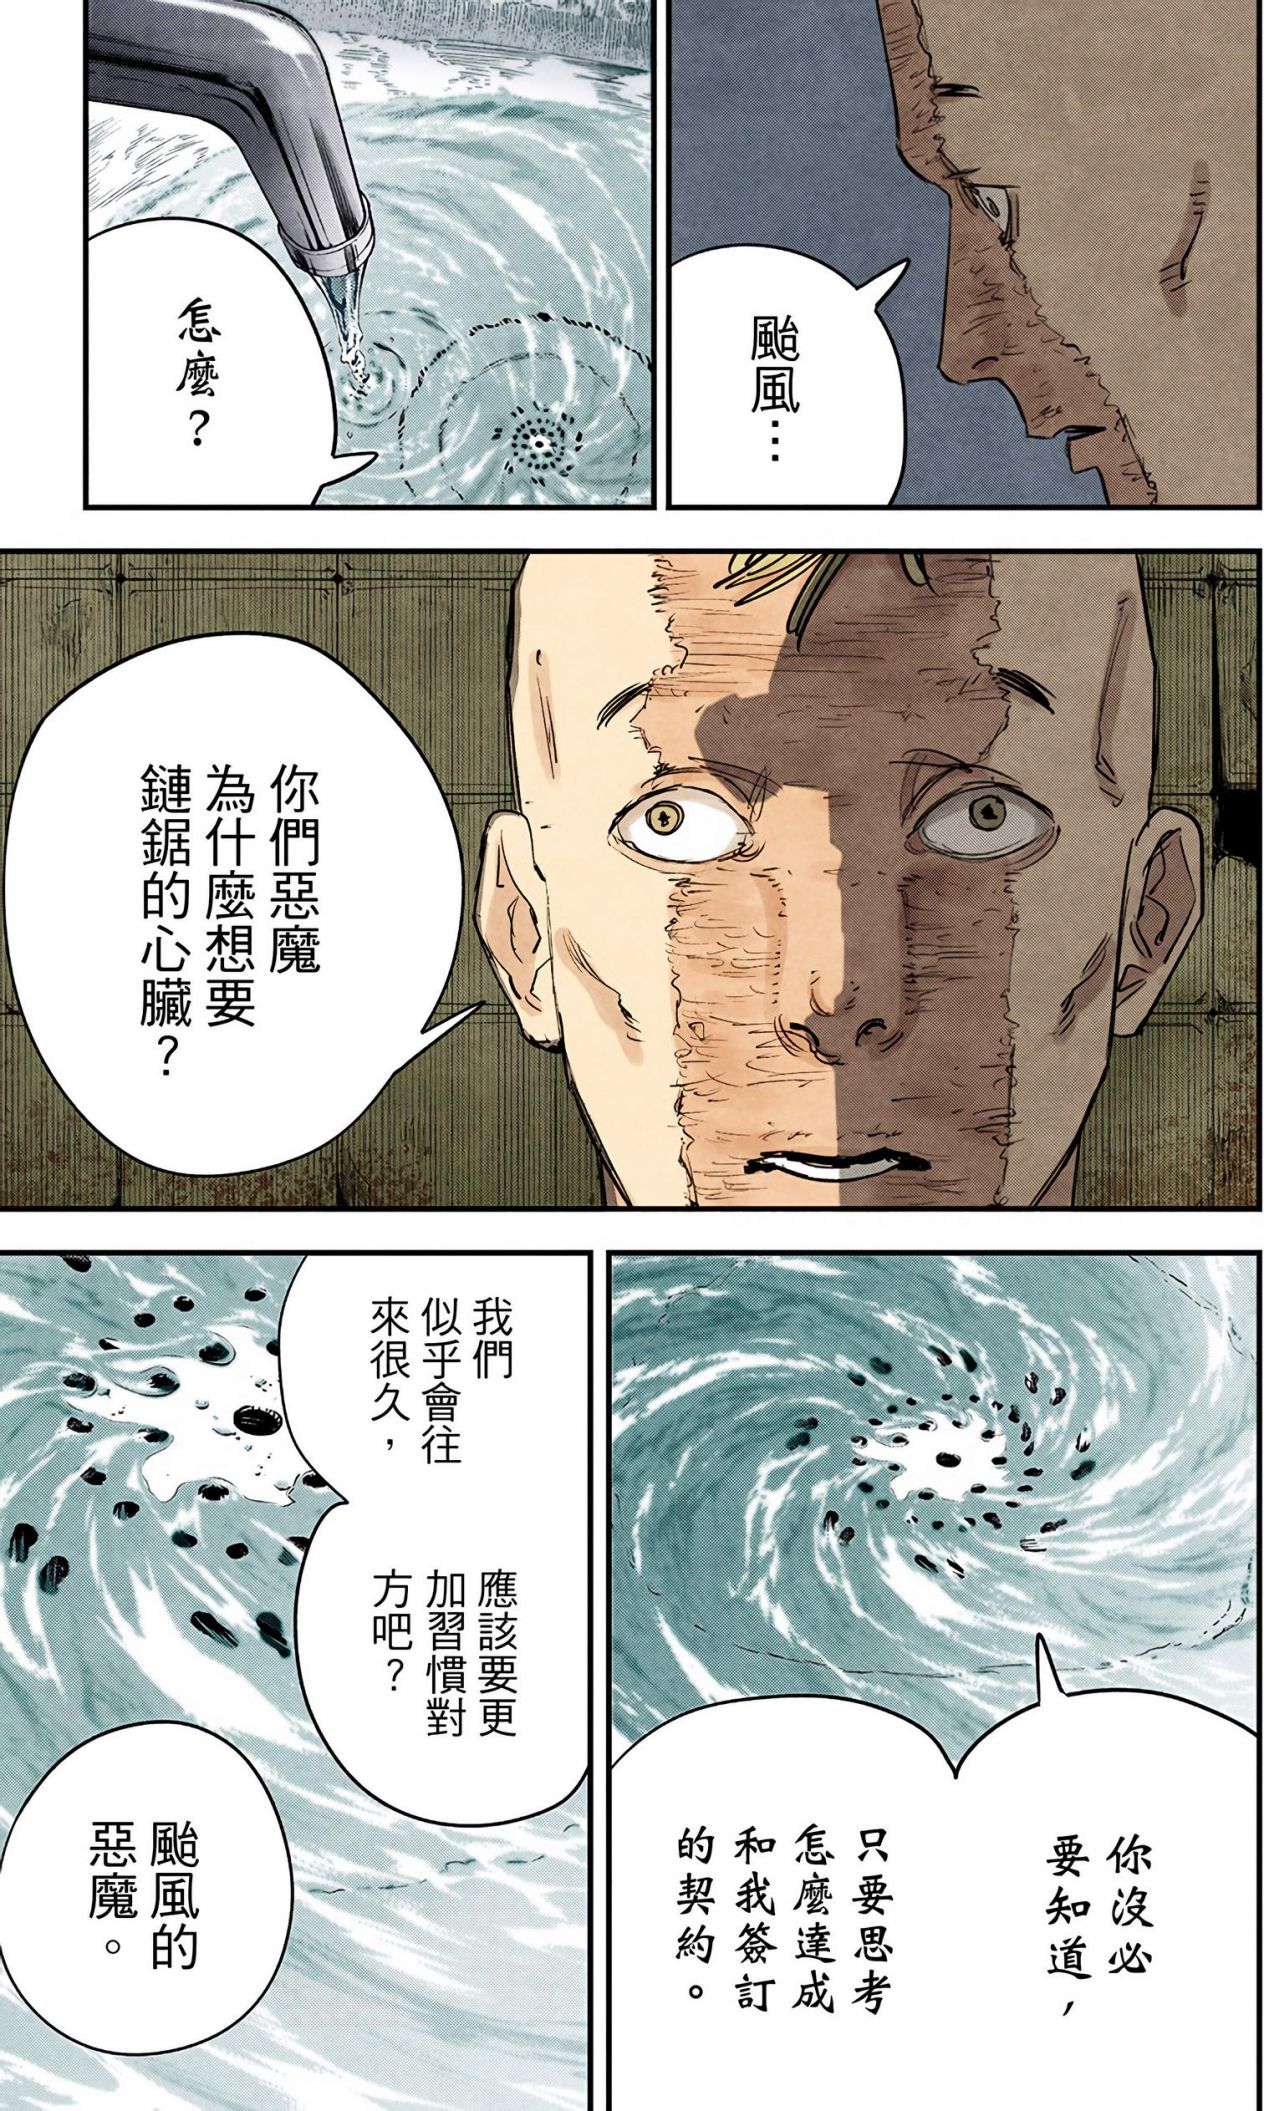 颱風…
怎麼？
你們惡魔
為什麼想要
鏈鋸的心臟？
你沒必
要知道，
只要思考
怎麼達成
和我簽訂
的契約。
我們
似乎會往
來很久，
應該要更
加習慣對
方吧？
颱風的
惡魔。